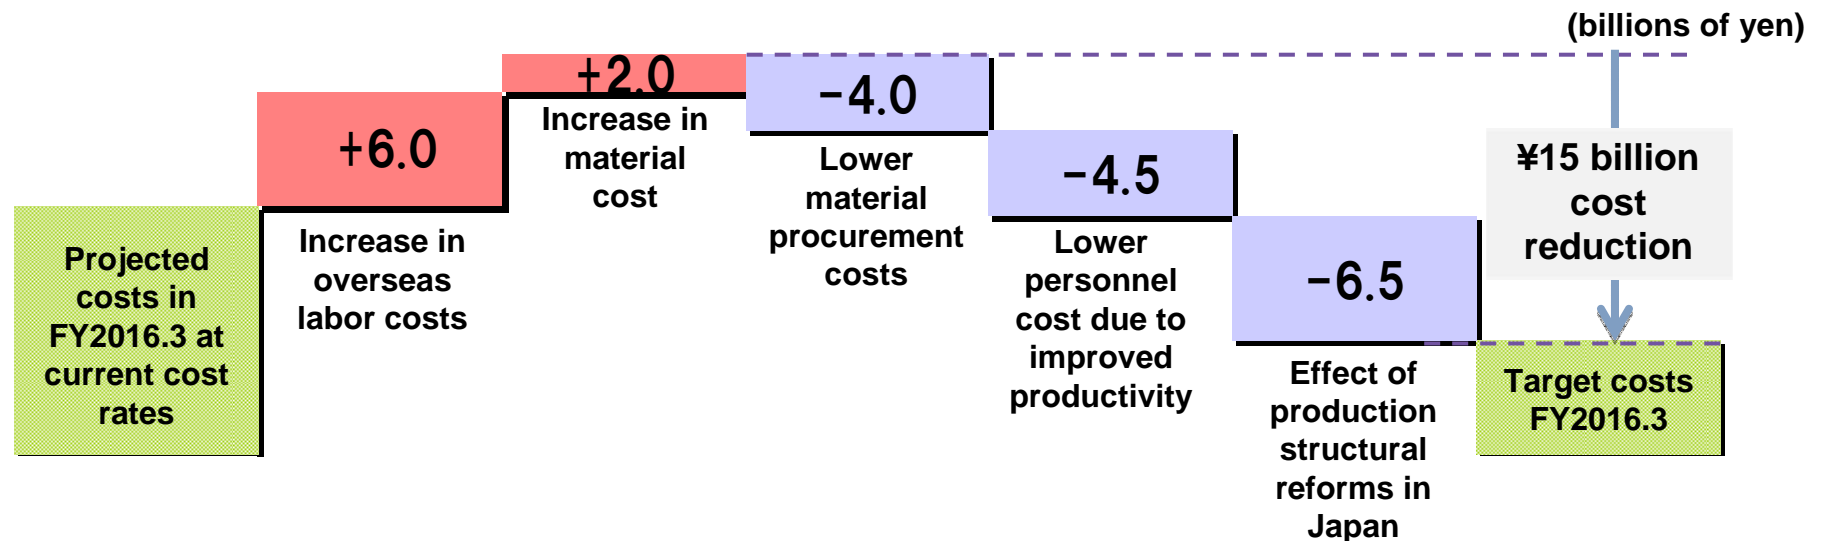 (billions of yen)
+2.0
-4.0
+6.0
Increase in
material
cost
Lower
material
procurement
costs
-4.5
¥15 billion
cost
reduction
Projected
costs in
FY2016.3 at
current cost
rates
Increase in
overseas
labor costs
Lower
personnel
cost due to
improved
productivity
-6.5
Effect of
production
structural
reforms in
Japan
Target costs
FY2016.3